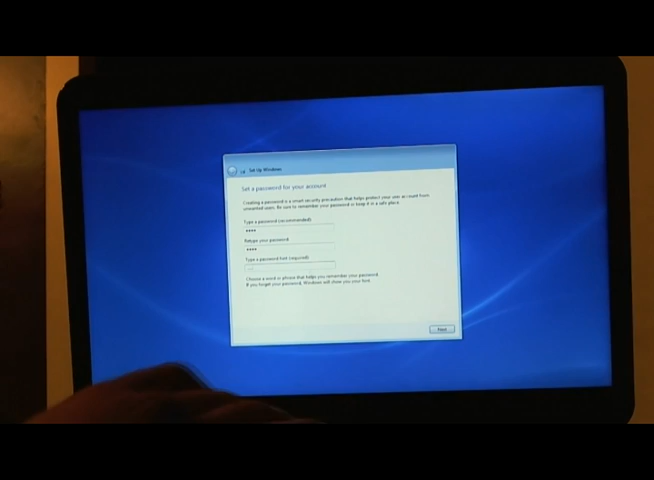 Set Up Windows
Set a password for your account
Creating a password is a smart security precaution that helps protect your user account from
unwanted users. Be sure to remember your password or keep it in a safe place.
Type a password (recommended):
••••
Retype your password:
••••
Type a password hint (required):
Choose a word or phrase that helps you remember your password.
If you forget your password, Windows will show you your hint.
Next